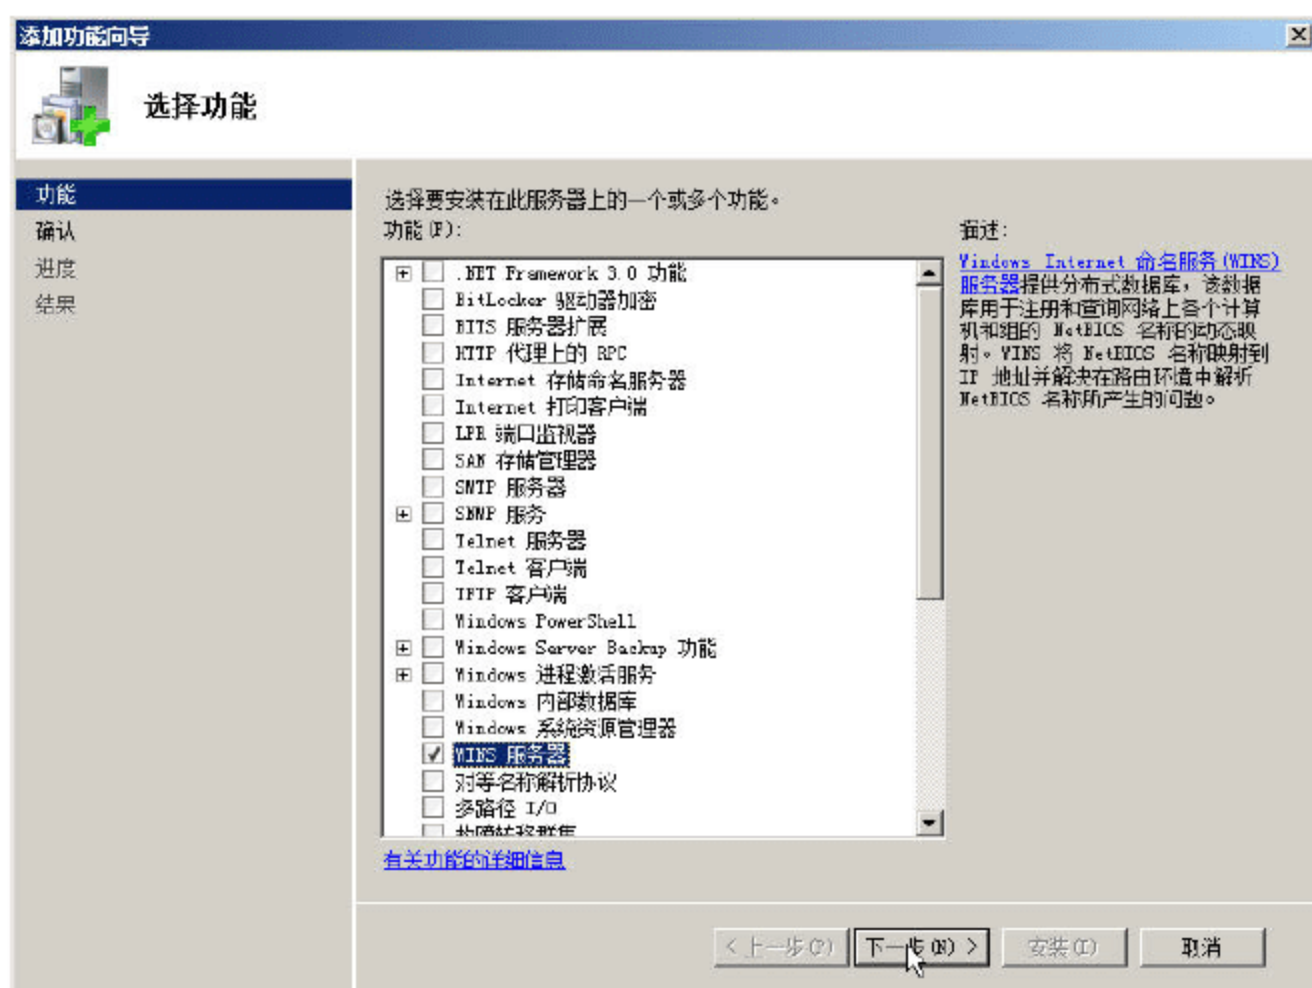 添加功能向导
选择功能
功能
确认
进度
结果
选择要安装在此服务器上的一个或多个功能。
功能(F):
.NET Framework 3.0 功能
BitLocker 驱动器加密
BITS 服务器扩展
HTTP 代理上的 RPC
Internet 存储命名服务器
Internet 打印客户端
LPR 端口监视器
SAN 存储管理器
SMTP 服务器
SNMP 服务
Telnet 服务器
Telnet 客户端
TFTP 客户端
Windows PowerShell
Windows Server Backup 功能
Windows 进程激活服务
Windows 内部数据库
Windows 系统资源管理器
WINS 服务器
对等名称解析协议
多路径 I/O
故障转移群集
有关功能的详细信息
描述:
Windows Internet 命名服务(WINS)
服务器提供分布式数据库，该数据
库用于注册和查询网络上各个计算
机和组的 NetBIOS 名称的动态映
射。WINS 将 NetBIOS 名称映射到
IP 地址并解决在路由环境中解析
NetBIOS 名称所产生的问题。
< 上一步(P)
下一步(N) >
安装(I)
取消